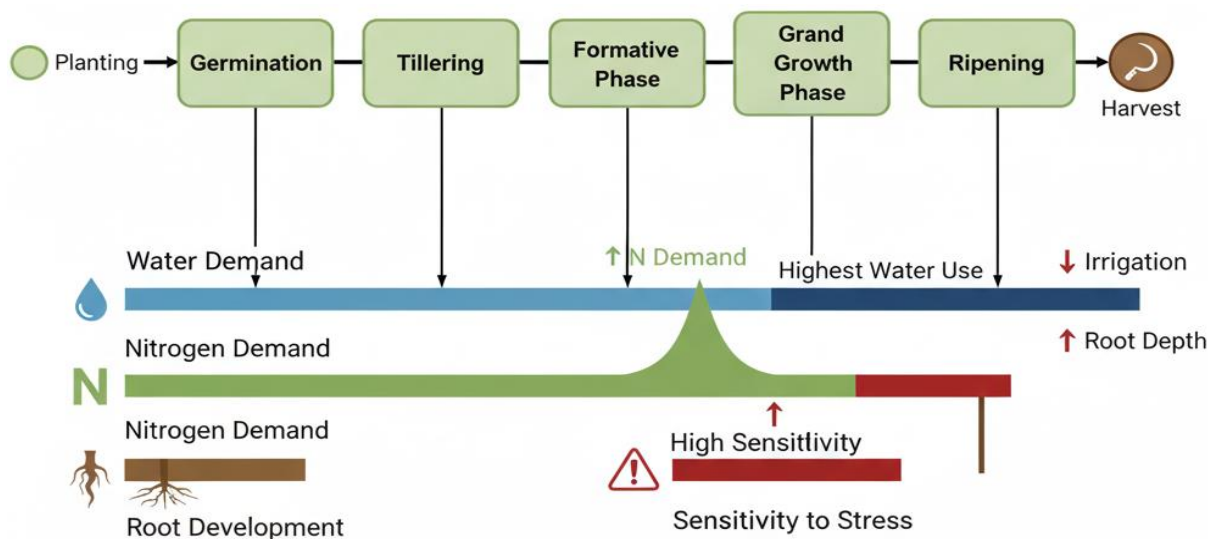 Planting
Germination
Tillering
Formative
Phase
Grand
Growth
Phase
Ripening
Harvest
Water Demand
↑ N Demand
Highest Water Use
↓ Irrigation
Nitrogen Demand
↑ Root Depth
N
Nitrogen Demand
↑
High Sensitivity
Root Development
Sensitivity to Stress